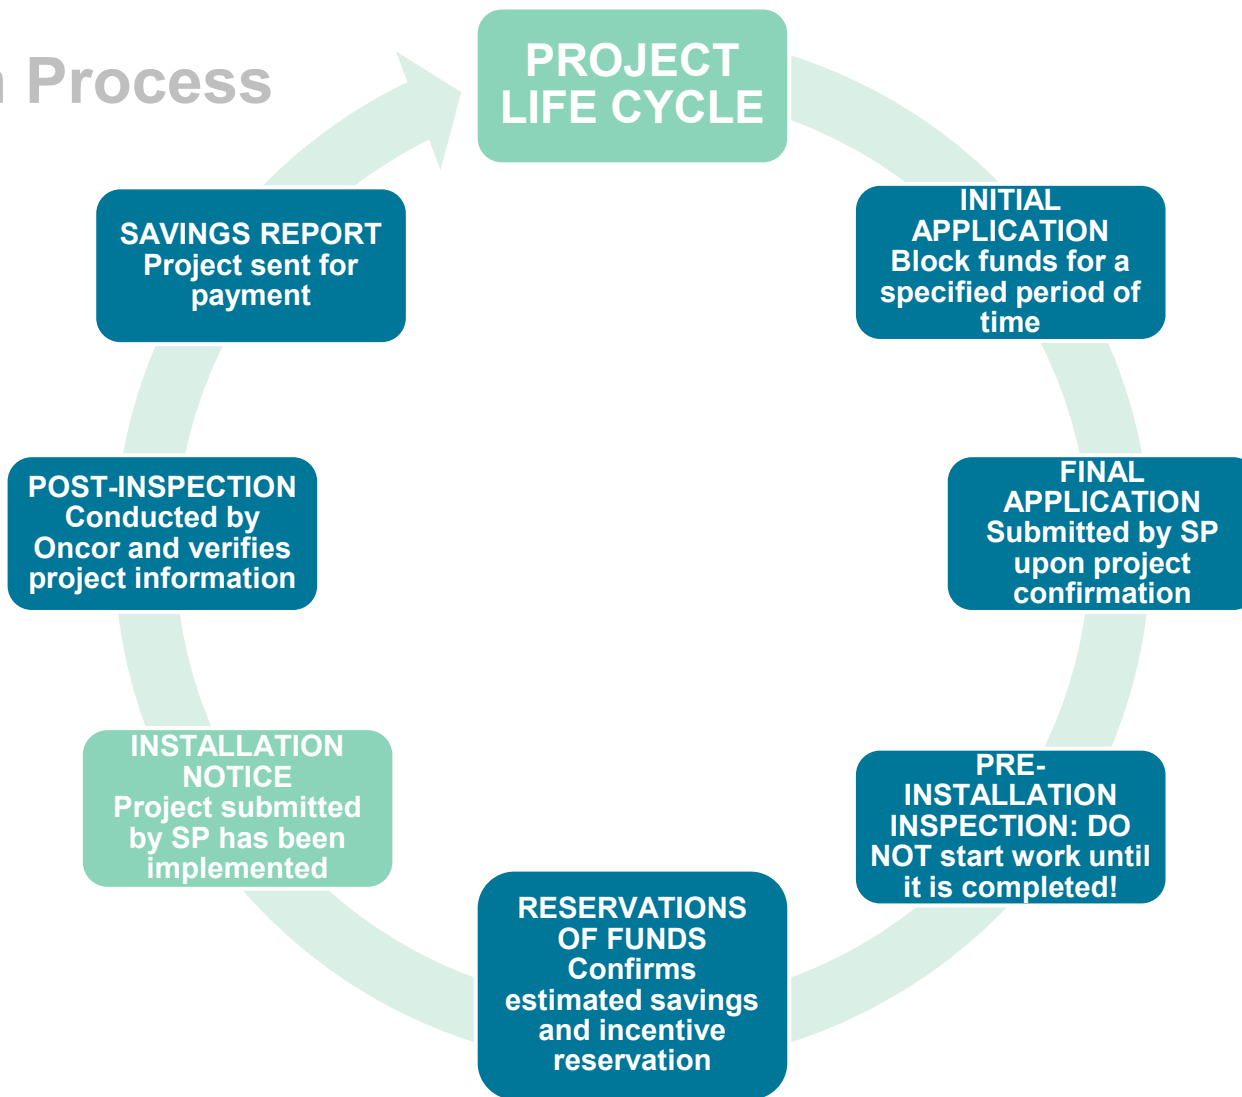 Process
PROJECT
LIFE CYCLE
INITIAL
APPLICATION
Block funds for a
specified period of
time
FINAL
APPLICATION
Submitted by SP
upon project
confirmation
PRE-
INSTALLATION
INSPECTION: DO
NOT start work until
it is completed!
RESERVATIONS
OF FUNDS
Confirms
estimated savings
and incentive
reservation
INSTALLATION
NOTICE
Project submitted
by SP has been
implemented
POST-INSPECTION
Conducted by
Oncor and verifies
project information
SAVINGS REPORT
Project sent for
payment